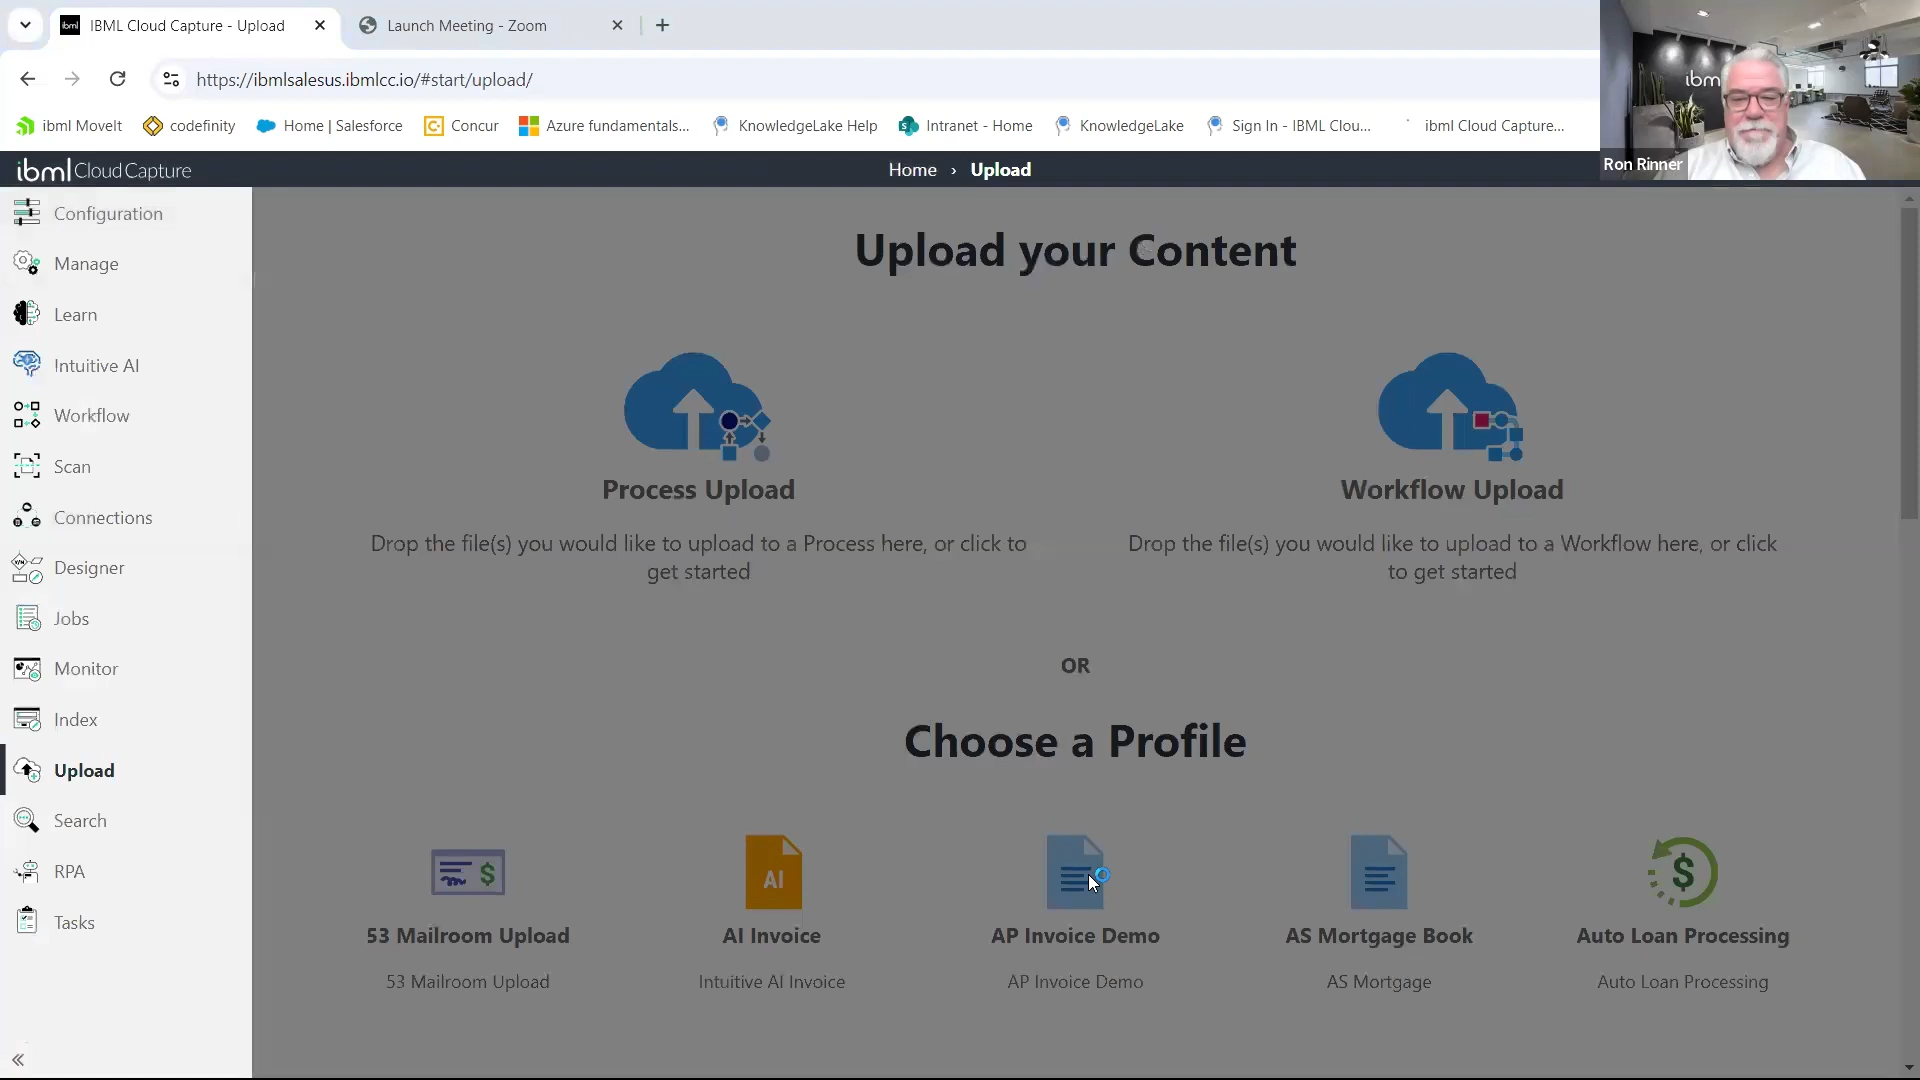 ibml IBML Cloud Capture - Upload
Launch Meeting - Zoom
https://ibmlsalesus.ibmlcc.io/#start/upload/
ibml MoveIt
codefinity
Home | Salesforce
Concur
Azure fundamentals...
KnowledgeLake Help
Intranet - Home
KnowledgeLake
Sign In - IBML Clou...
ibml Cloud Capture...
ibm
Ron Rinner
ibml Cloud Capture
Home › Upload
Configuration
Manage
Learn
Intuitive AI
Workflow
Scan
Connections
Designer
Jobs
Monitor
Index
Upload
Search
RPA
Tasks
Upload your Content
Process Upload
Drop the file(s) you would like to upload to a Process here, or click to
get started
Workflow Upload
Drop the file(s) you would like to upload to a Workflow here, or click
to get started
OR
Choose a Profile
$
53 Mailroom Upload
53 Mailroom Upload
AI
AI Invoice
Intuitive AI Invoice
AP Invoice Demo
AP Invoice Demo
AS Mortgage Book
AS Mortgage
$
Auto Loan Processing
Auto Loan Processing